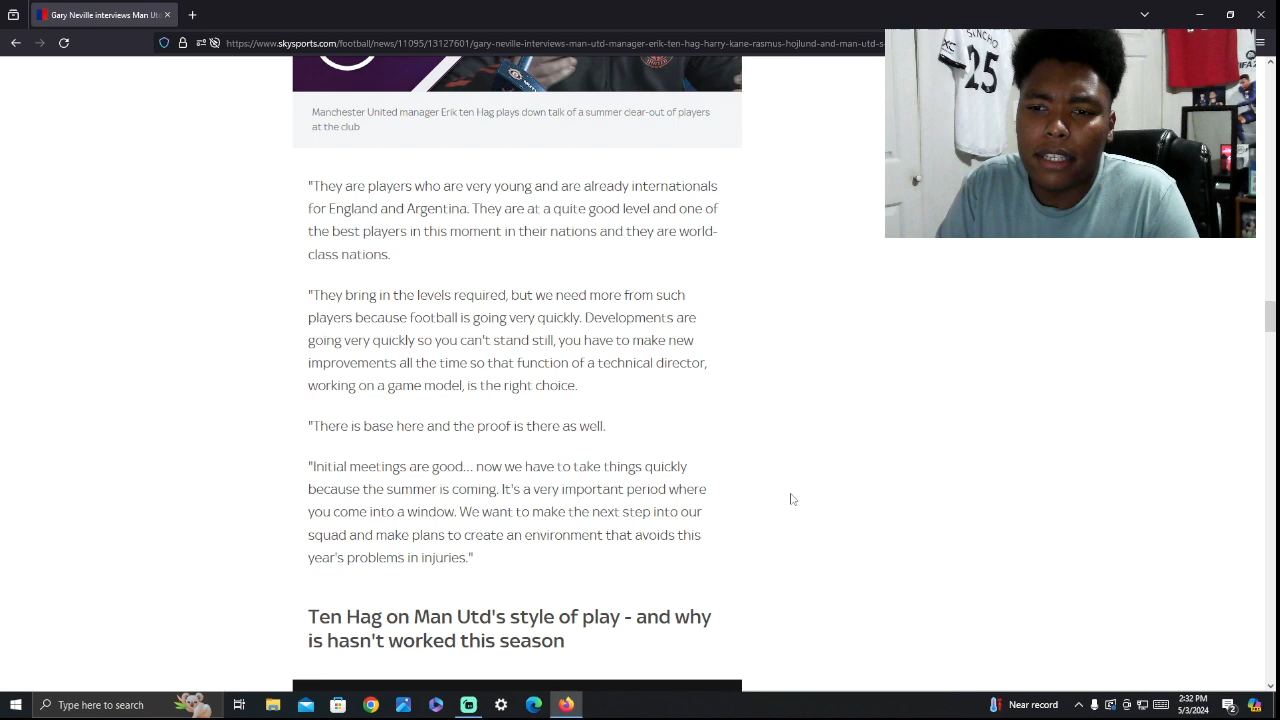 Gary Neville interviews Man Ut
https://www.skysports.com/football/news/11095/13127601/gary-neville-interviews-man-utd-manager-erik-ten-hag-harry-kane-rasmus-hojlund-and-man-utd-s
SANCHO
25
Manchester United manager Erik ten Hag plays down talk of a summer clear-out of players
at the club
"They are players who are very young and are already internationals
for England and Argentina. They are at a quite good level and one of
the best players in this moment in their nations and they are world-
class nations.
"They bring in the levels required, but we need more from such
players because football is going very quickly. Developments are
going very quickly so you can't stand still, you have to make new
improvements all the time so that function of a technical director,
working on a game model, is the right choice.
"There is base here and the proof is there as well.
"Initial meetings are good... now we have to take things quickly
because the summer is coming. It's a very important period where
you come into a window. We want to make the next step into our
squad and make plans to create an environment that avoids this
year's problems in injuries."
Ten Hag on Man Utd's style of play - and why
is hasn't worked this season
Type here to search
Near record
2:32 PM
5/3/2024
2